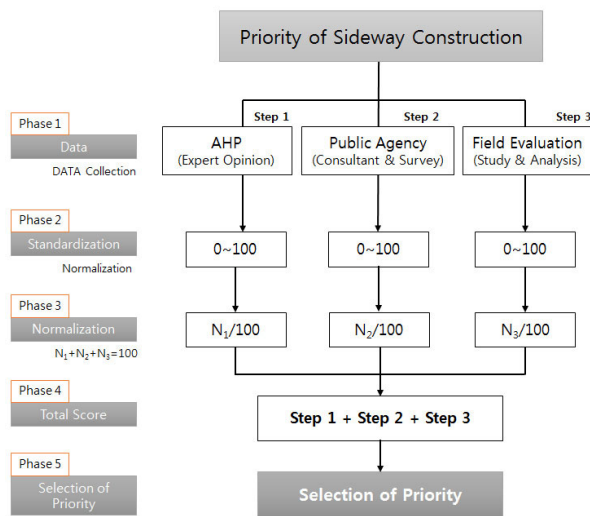 Priority of Sideway Construction
Phase 1
Data
DATA Collection
Step 1
AHP
(Expert Opinion)
Step 2
Public Agency
(Consultant & Survey)
Step 3
Field Evaluation
(Study & Analysis)
Phase 2
Standardization
Normalization
0~100
0~100
0~100
Phase 3
Normalization
N₁+N₂+N₃=100
N₁/100
N₂/100
N₃/100
Phase 4
Total Score
Step 1 + Step 2 + Step 3
Phase 5
Selection of
Priority
Selection of Priority